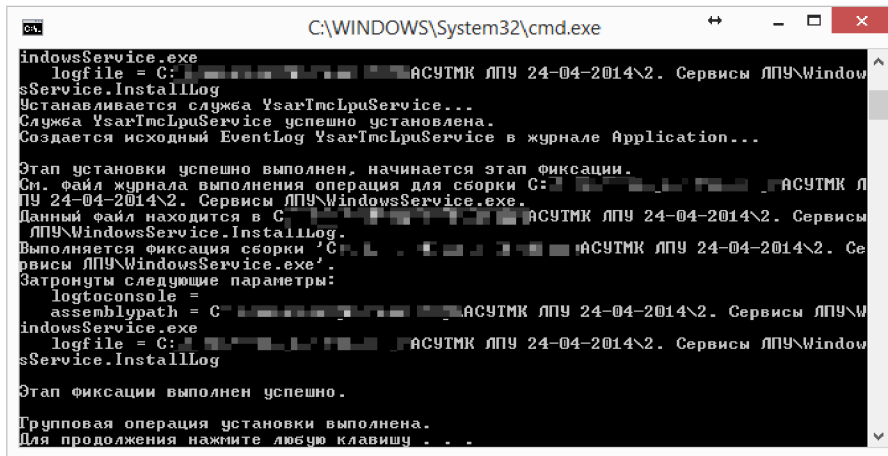 C:\WINDOWS\System32\cmd.exe
indowsService.exe
logfile = C:\ АСУТМК ЛПУ 24-04-2014\2. Сервисы ЛПУ\Window
sService.InstallLog
Устанавливается служба YsarTmcLpuService...
Служба YsarTmcLpuService успешно установлена.
Создается исходный EventLog YsarTmcLpuService в журнале Application...
Этап установки успешно выполнен, начинается этап фиксации.
См. файл журнала выполнения операция для сборки C: АСУТМК Л
ПУ 24-04-2014\2. Сервисы ЛПУ\WindowsService.exe.
Данный файл находится в C АСУТМК ЛПУ 24-04-2014\2. Сервисы
ЛПУ\WindowsService.InstallLog.
Выполняется фиксация сборки 'C АСУТМК ЛПУ 24-04-2014\2. Се
рвисы ЛПУ\WindowsService.exe'.
Затронуты следующие параметры:
logtoconsole =
assemblypath = C АСУТМК ЛПУ 24-04-2014\2. Сервисы ЛПУ\W
indowsService.exe
logfile = C: АСУТМК ЛПУ 24-04-2014\2. Сервисы ЛПУ\Window
sService.InstallLog
Этап фиксации выполнен успешно.
Групповая операция установки выполнена.
Для продолжения нажмите любую клавишу . . .